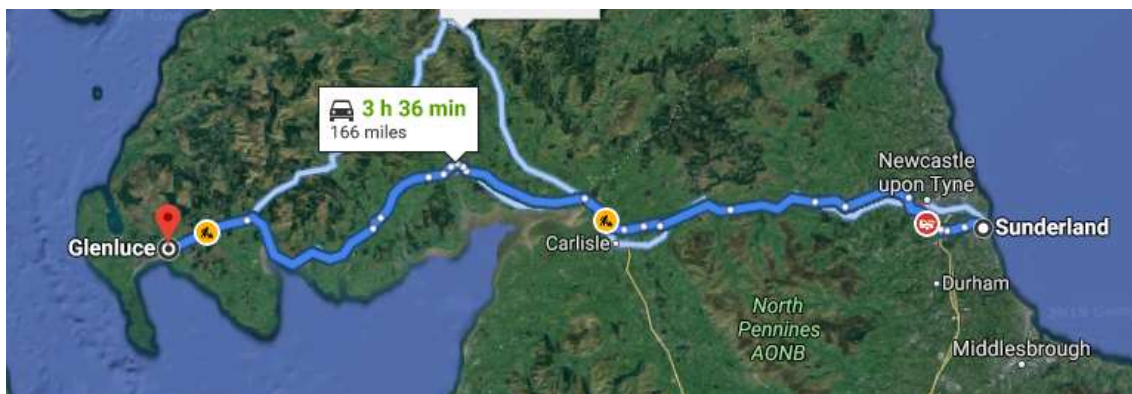 3 h 36 min
166 miles
Newcastle
upon Tyne
Glenluce
Carlisle
Sunderland
Durham
North
Pennines
AONB
Middlesbrough